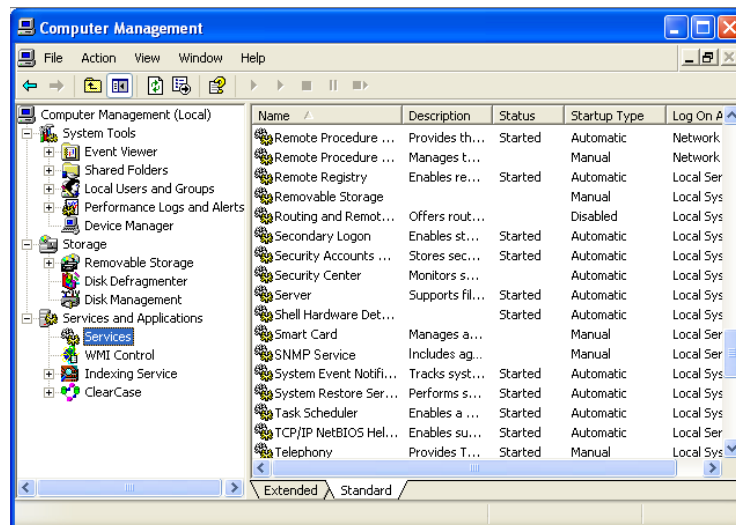 Computer Management
File Action View Window Help
Computer Management (Local)
System Tools
Event Viewer
Shared Folders
Local Users and Groups
Performance Logs and Alerts
Device Manager
Storage
Removable Storage
Disk Defragmenter
Disk Management
Services and Applications
Services
WMI Control
Indexing Service
ClearCase
Name Description Status Startup Type Log On A
Remote Procedure ... Provides th... Started Automatic Network
Remote Procedure ... Manages t... Manual Network
Remote Registry Enables re... Started Automatic Local Ser
Removable Storage Manual Local Sys
Routing and Remot... Offers rout... Disabled Local Sys
Secondary Logon Enables st... Started Automatic Local Sys
Security Accounts ... Stores sec... Started Automatic Local Sys
Security Center Monitors s... Automatic Local Sys
Server Supports fil... Started Automatic Local Sys
Shell Hardware Det... Started Automatic Local Sys
Smart Card Manages a... Manual Local Ser
SNMP Service Includes ag... Manual Local Ser
System Event Notifi... Tracks syst... Started Automatic Local Sys
System Restore Ser... Performs s... Started Automatic Local Sys
Task Scheduler Enables a ... Started Automatic Local Sys
TCP/IP NetBIOS Hel... Enables su... Started Automatic Local Ser
Telephony Provides T... Started Manual Local Sys
Extended Standard